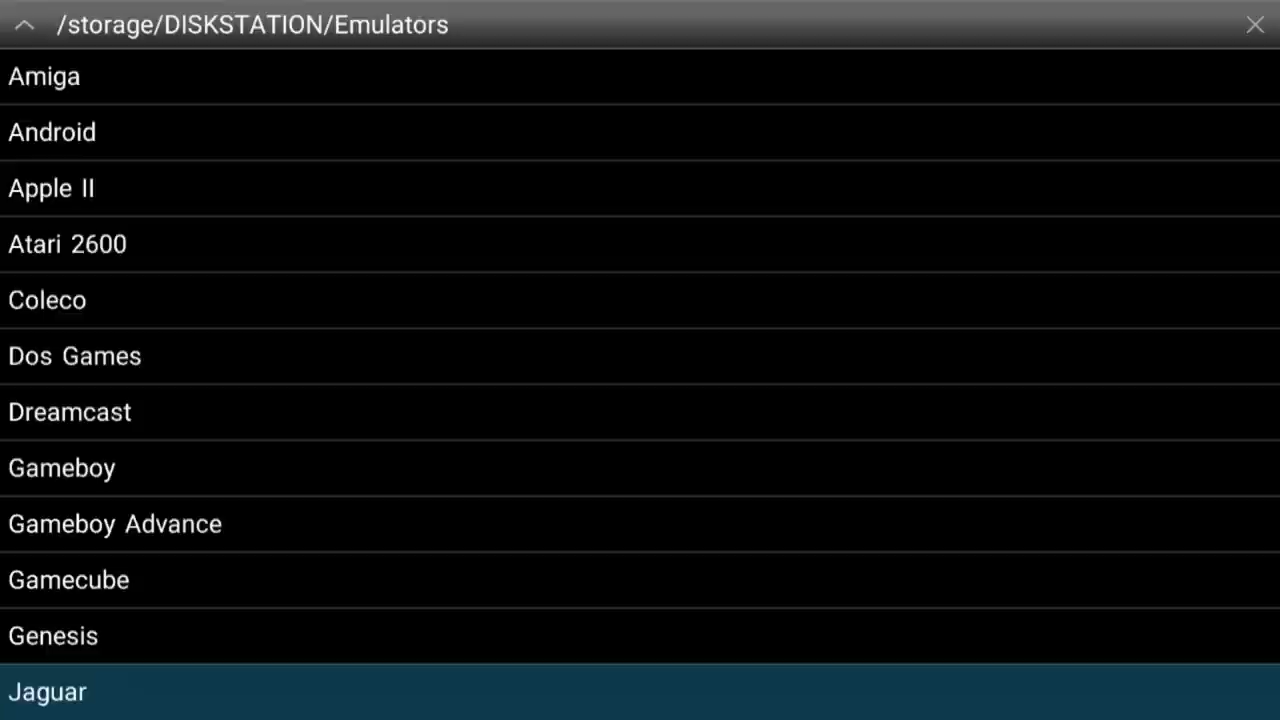 /storage/DISKSTATION/Emulators
Amiga
Android
Apple II
Atari 2600
Coleco
Dos Games
Dreamcast
Gameboy
Gameboy Advance
Gamecube
Genesis
Jaguar